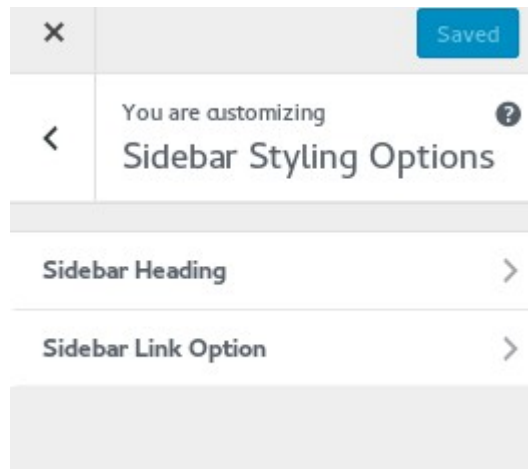 Saved
You are customizing
Sidebar Styling Options
Sidebar Heading
Sidebar Link Option